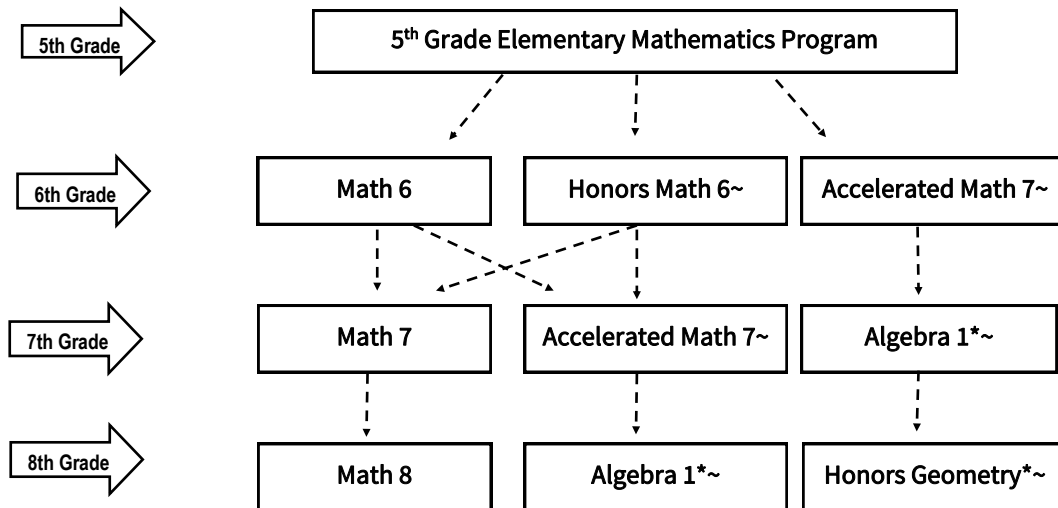 5th Grade
5th Grade Elementary Mathematics Program
6th Grade
Math 6
Honors Math 6~
Accelerated Math 7~
7th Grade
Math 7
Accelerated Math 7~
Algebra 1*~
8th Grade
Math 8
Algebra 1*~
Honors Geometry*~